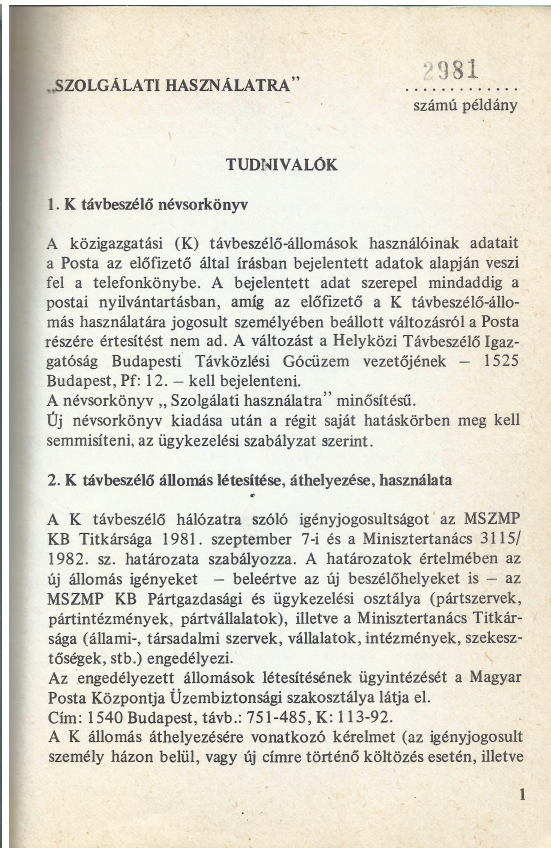 „SZOLGÁLATI HASZNÁLATRA”
2981
.............
számú példány
TUDNIVALÓK
1. K távbeszélő névsorkönyv
A közigazgatási (K) távbeszélő-állomások használóinak adatait
a Posta az előfizető által írásban bejelentett adatok alapján veszi
fel a telefonkönybe. A bejelentett adat szerepel mindaddig a
postai nyilvántartásban, amíg az előfizető a K távbeszélő-állo-
más használatára jogosult személyében beállott változásról a Posta
részére értesítést nem ad. A változást a Helyközi Távbeszélő Igaz-
gatóság Budapesti Távközlési Gócüzem vezetőjének – 1525
Budapest, Pf: 12. – kell bejelenteni.
A névsorkönyv „ Szolgálati használatra” minősítésű.
Új névsorkönyv kiadása után a régit saját hatáskörben meg kell
semmisíteni, az ügykezelési szabályzat szerint.
2. K távbeszélő állomás létesítése, áthelyezése, használata
A K távbeszélő hálózatra szóló igényjogosultságot az MSZMP
KB Titkársága 1981. szeptember 7-i és a Minisztertanács 3115/
1982. sz. határozata szabályozza. A határozatok értelmében az
új állomás igényeket – beleértve az új beszélőhelyeket is – az
MSZMP KB Pártgazdasági és ügykezelési osztálya (pártszervek,
pártintézmények, pártvállalatok), illetve a Minisztertanács Titkár-
sága (állami-, társadalmi szervek, vállalatok, intézmények, szekesz-
tőségek, stb.) engedélyezi.
Az engedélyezett állomások létesítésének ügyintézését a Magyar
Posta Központja Üzembiztonsági szakosztálya látja el.
Cím: 1540 Budapest, távb.: 751-485, K: 113-92.
A K állomás áthelyezésére vonatkozó kérelmet (az igényjogosult
személy házon belül, vagy új címre történő költözés esetén, illetve
1